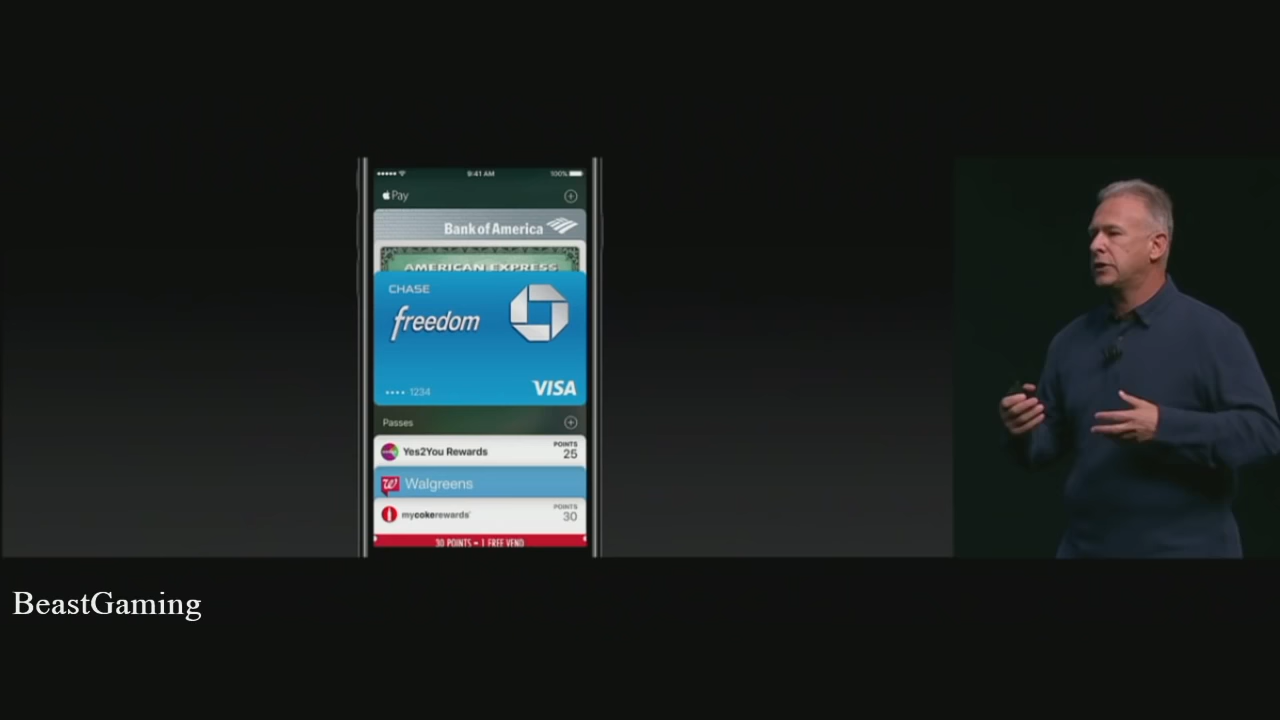 9:41 AM 100%
Pay
Bank of America
AMERICAN EXPRESS
CHASE
freedom
•••• 1234 VISA
Passes
Yes2You Rewards POINTS 25
Walgreens
mycokerewards POINTS 30
30 POINTS = 1 FREE VEND
BeastGaming